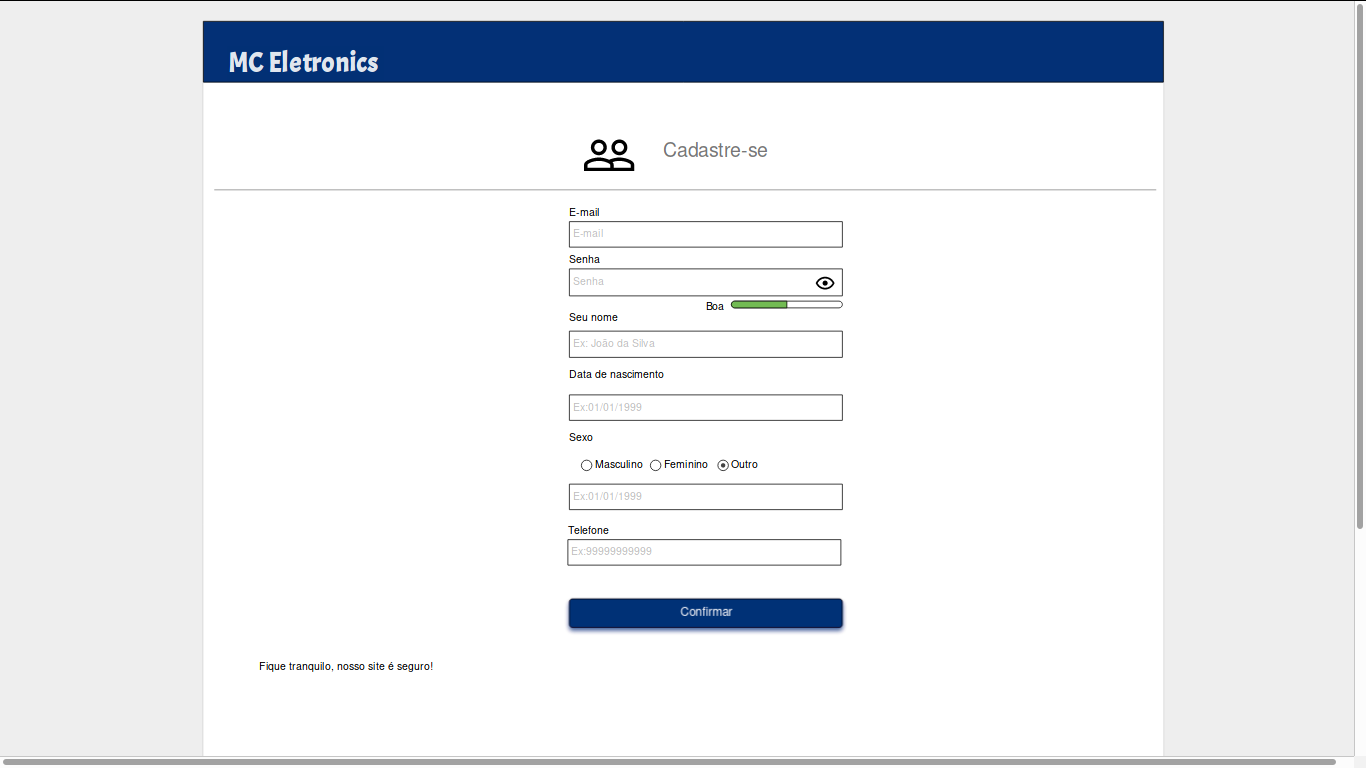 MC Eletronics
Cadastre-se
E-mail
E-mail
Senha
Senha
Boa
Seu nome
Ex: João da Silva
Data de nascimento
Ex:01/01/1999
Sexo
Masculino Feminino Outro
Ex:01/01/1999
Telefone
Ex:99999999999
Confirmar
Fique tranquilo, nosso site é seguro!